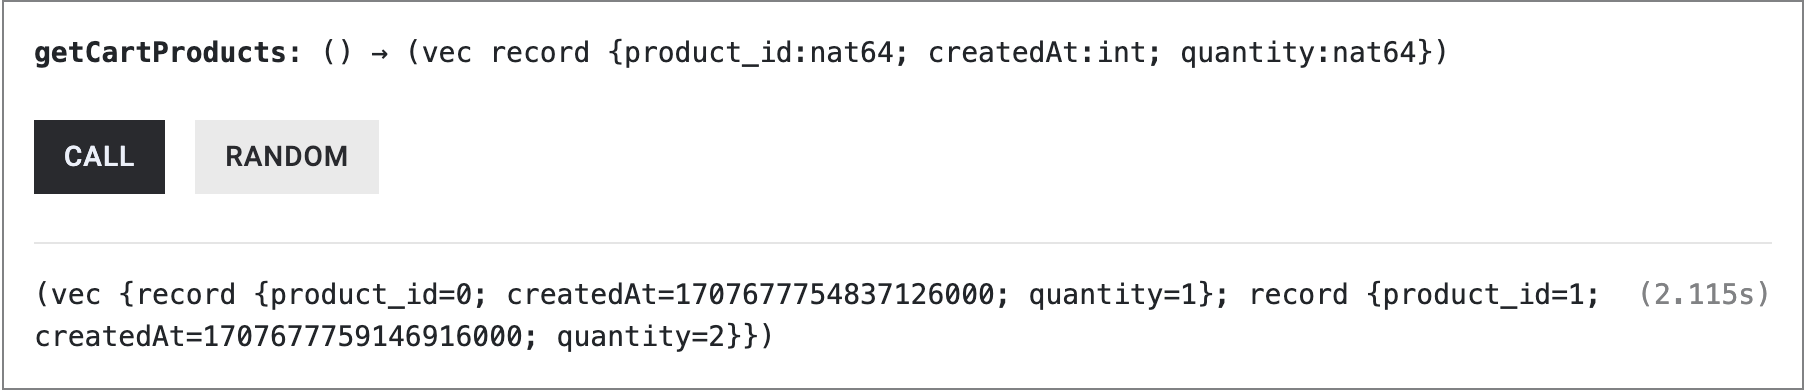 getCartProducts: () → (vec record {product_id:nat64; createdAt:int; quantity:nat64})
CALL
RANDOM
(vec {record {product_id=0; createdAt=1707677754837126000; quantity=1}; record {product_id=1; (2.115s)
createdAt=1707677759146916000; quantity=2}})